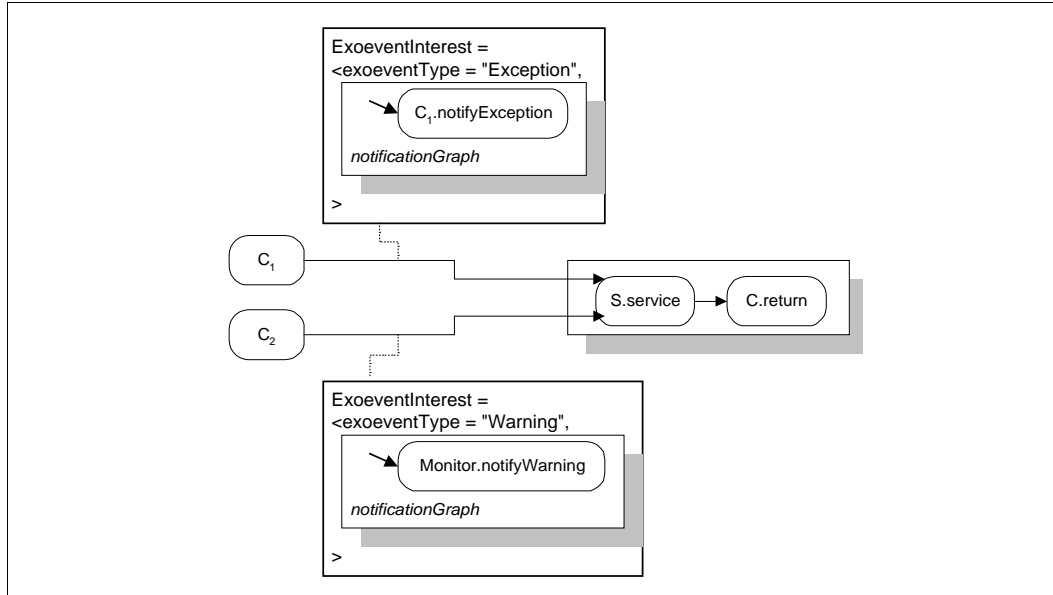 ExoeventInterest =
<exoeventType = "Exception",
C1.notifyException
notificationGraph
>
C1
S.service
C.return
C2
ExoeventInterest =
<exoeventType = "Warning",
Monitor.notifyWarning
notificationGraph
>